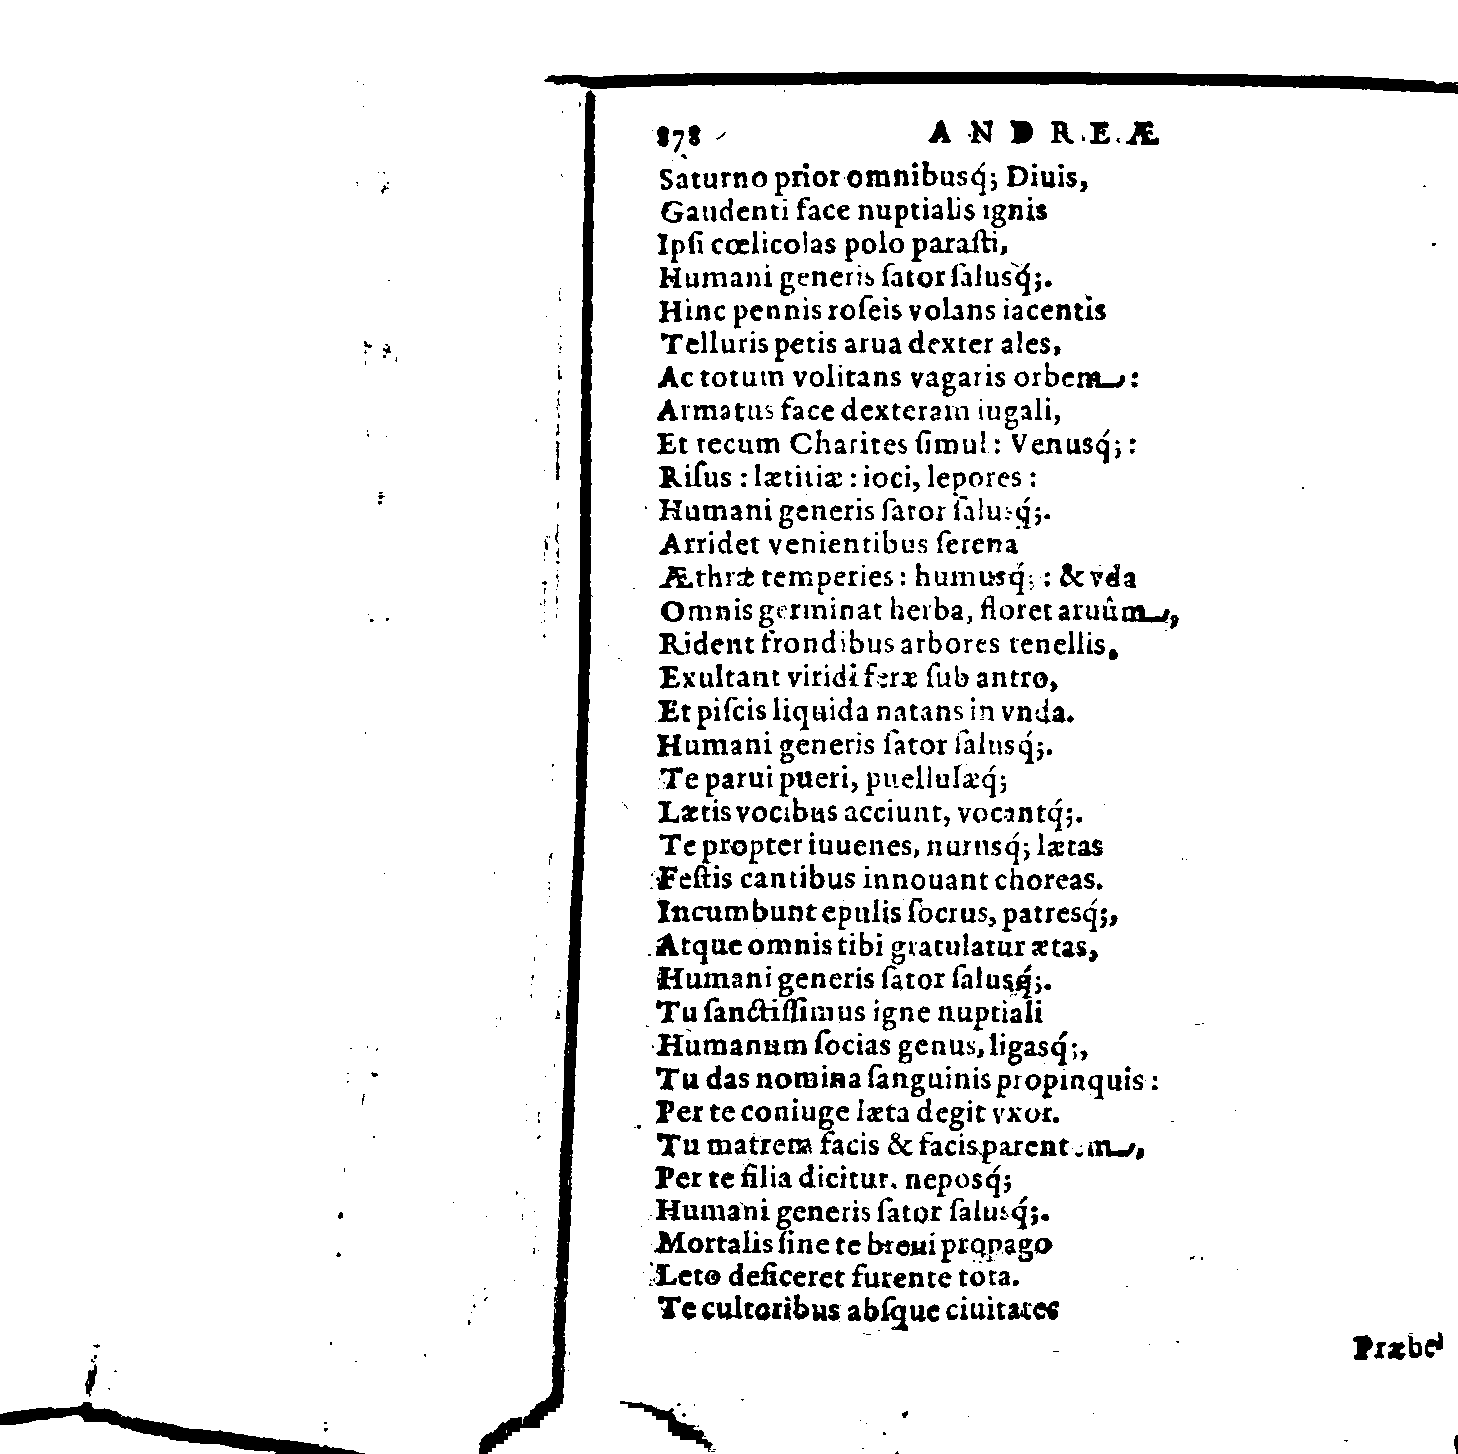 878 ANDREÆ
Saturno prior omnibusq́; Diuis,
Gaudenti face nuptialis ignis
Ipſi cœlicolas polo paraſti,
Humani generis ſator ſalusq́;.
Hinc pennis roſeis volans iacentis
Telluris petis arua dexter ales,
Ac totum volitans vagaris orbem:
Armatus face dexteram iugali,
Et tecum Charites ſimul: Venusq́;:
Riſus: lætitiæ: ioci, lepores:
Humani generis ſator ſalusq́;.
Arridet venientibus ſerena
Æthræ temperies: humusq́;: & vda
Omnis germinat herba, floret aruûm,
Rident frondibus arbores tenellis.
Exultant viridi feræ ſub antro,
Et piſcis liquida natans in vnda.
Humani generis ſator ſalusq́;.
Te parui pueri, puellulæq́;
Lætis vocibus acciunt, vocantq́;.
Te propter iuuenes, nurusq́; lætas
Feſtis cantibus innouant choreas.
Incumbunt epulis ſocrus, patresq́;,
Atque omnis tibi gratulatur ætas,
Humani generis ſator ſalusq́;.
Tu ſanctiſſimus igne nuptiali
Humanum ſocias genus, ligasq́;,
Tu das nomina ſanguinis propinquis:
Per te coniuge læta degit vxor.
Tu matrem facis & facis parentem,
Per te filia dicitur. neposq́;
Humani generis ſator ſalusq́;.
Mortalis ſine te breui propago
Leto deficeret furente tota.
Te cultoribus abſque ciuitates
Præbe